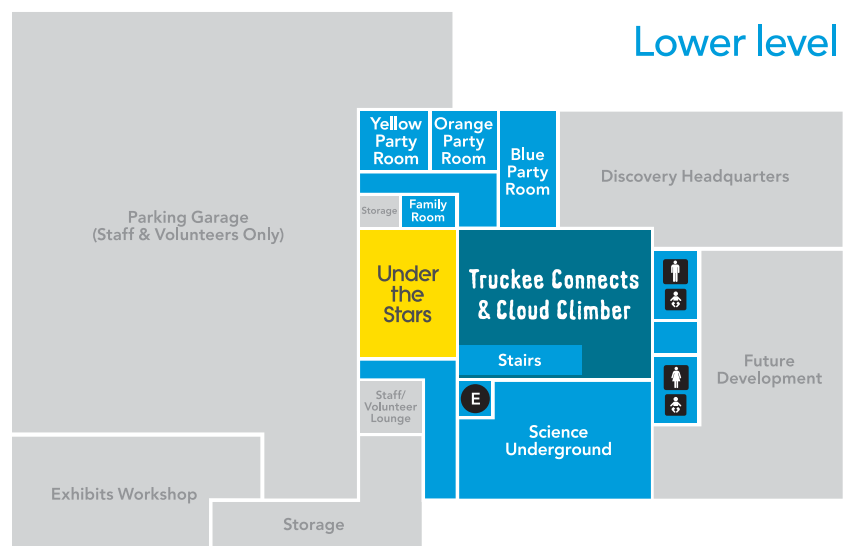 Lower level
Yellow
Party
Room
Orange
Party
Room
Blue
Party
Room
Discovery Headquarters
Parking Garage
(Staff & Volunteers Only)
Storage
Family
Room
Under
the
Stars
Truckee Connects
& Cloud Climber
Stairs
Future
Development
Staff/
Volunteer
Lounge
E
Science
Underground
Exhibits Workshop
Storage